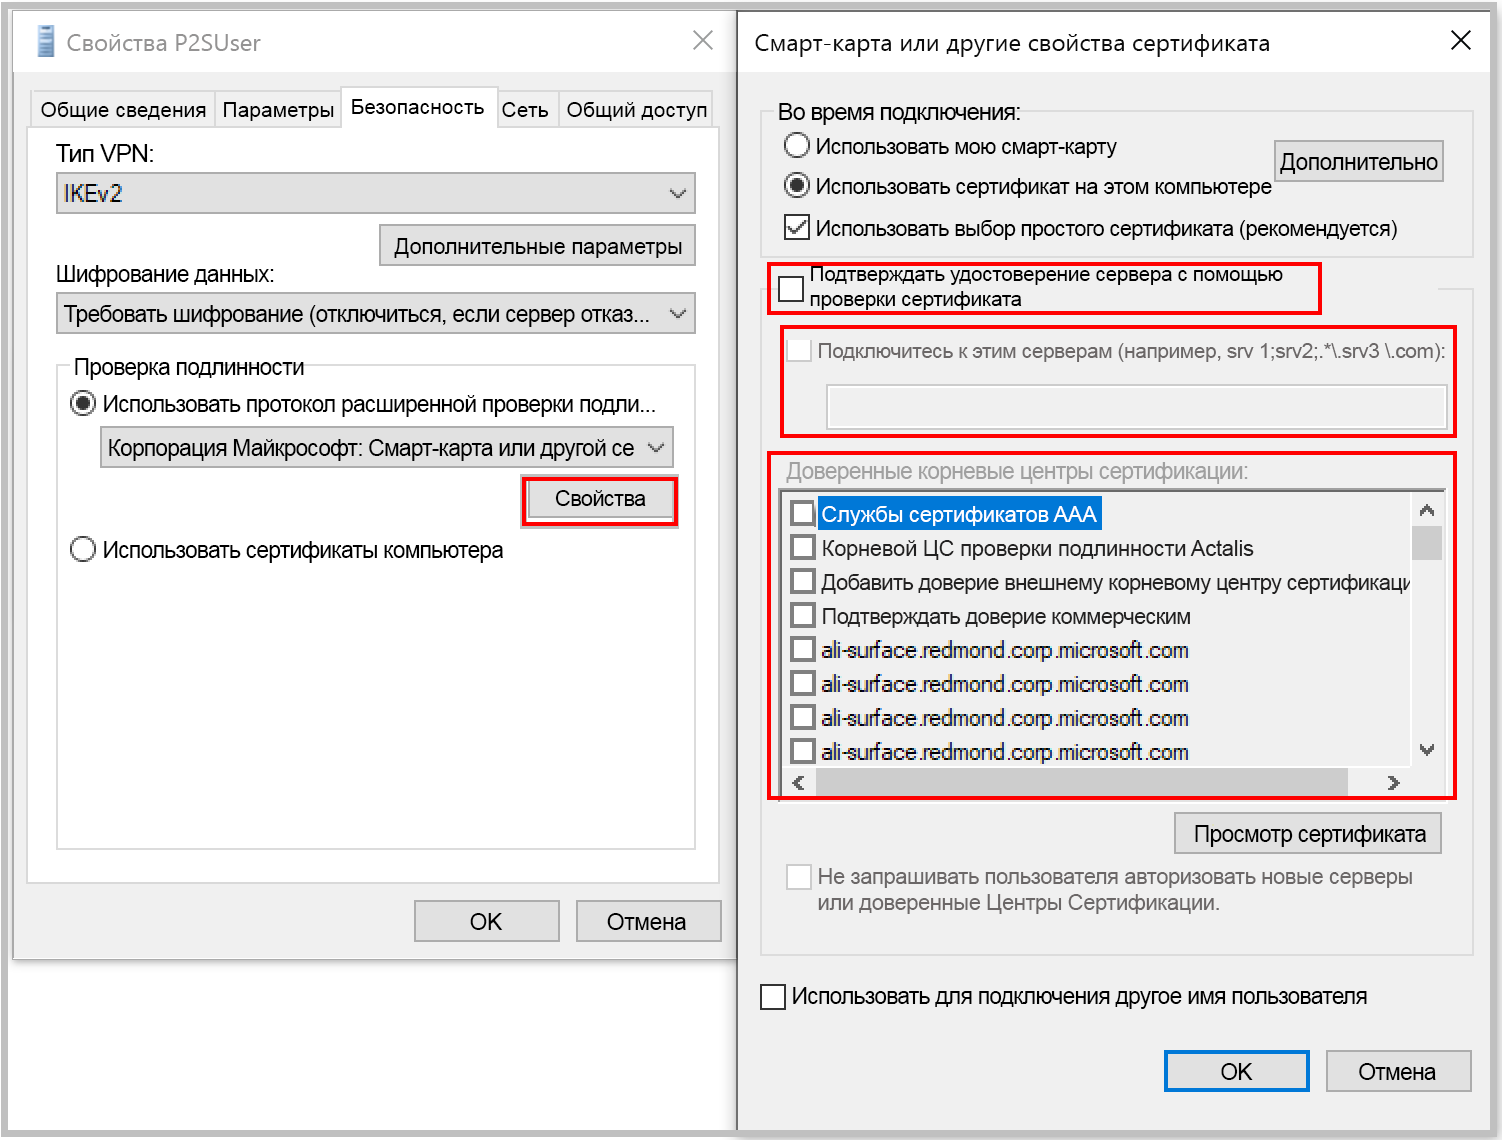 Свойства P2SUser
Общие сведения
Параметры
Безопасность
Сеть
Общий доступ
Тип VPN:
IKEv2
Дополнительные параметры
Шифрование данных:
Требовать шифрование (отключиться, если сервер отказ...
Проверка подлинности
Использовать протокол расширенной проверки подли...
Корпорация Майкрософт: Смарт-карта или другой се
Свойства
Использовать сертификаты компьютера
OK
Отмена
Смарт-карта или другие свойства сертификата
Во время подключения:
Использовать мою смарт-карту
Дополнительно
Использовать сертификат на этом компьютере
Использовать выбор простого сертификата (рекомендуется)
Подтверждать удостоверение сервера с помощью
проверки сертификата
Подключитесь к этим серверам (например, srv 1;srv2;.*\.srv3 \.com):
Доверенные корневые центры сертификации:
Службы сертификатов AAA
Корневой ЦС проверки подлинности Actalis
Добавить доверие внешнему корневому центру сертификаци
Подтверждать доверие коммерческим
ali-surface.redmond.corp.microsoft.com
ali-surface.redmond.corp.microsoft.com
ali-surface.redmond.corp.microsoft.com
ali-surface.redmond.corp.microsoft.com
Просмотр сертификата
Не запрашивать пользователя авторизовать новые серверы
или доверенные Центры Сертификации.
Использовать для подключения другое имя пользователя
OK
Отмена